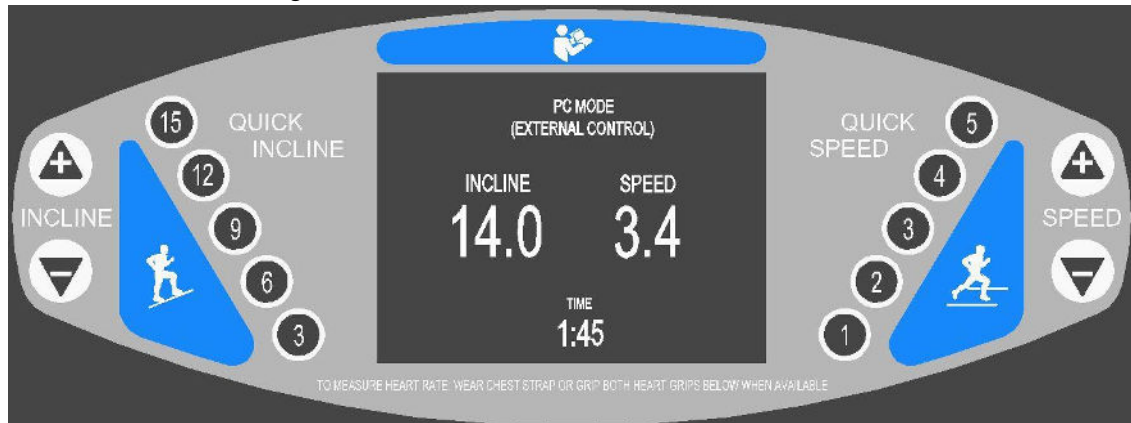 PC MODE
(EXTERNAL CONTROL)
INCLINE
14.0
SPEED
3.4
TIME
1:45
QUICK
INCLINE
15
12
9
6
3
+
INCLINE
-
QUICK
SPEED
5
4
3
2
1
+
SPEED
-
TO MEASURE HEART RATE: WEAR CHEST STRAP OR GRIP BOTH HEART GRIPS BELOW WHEN AVAILABLE